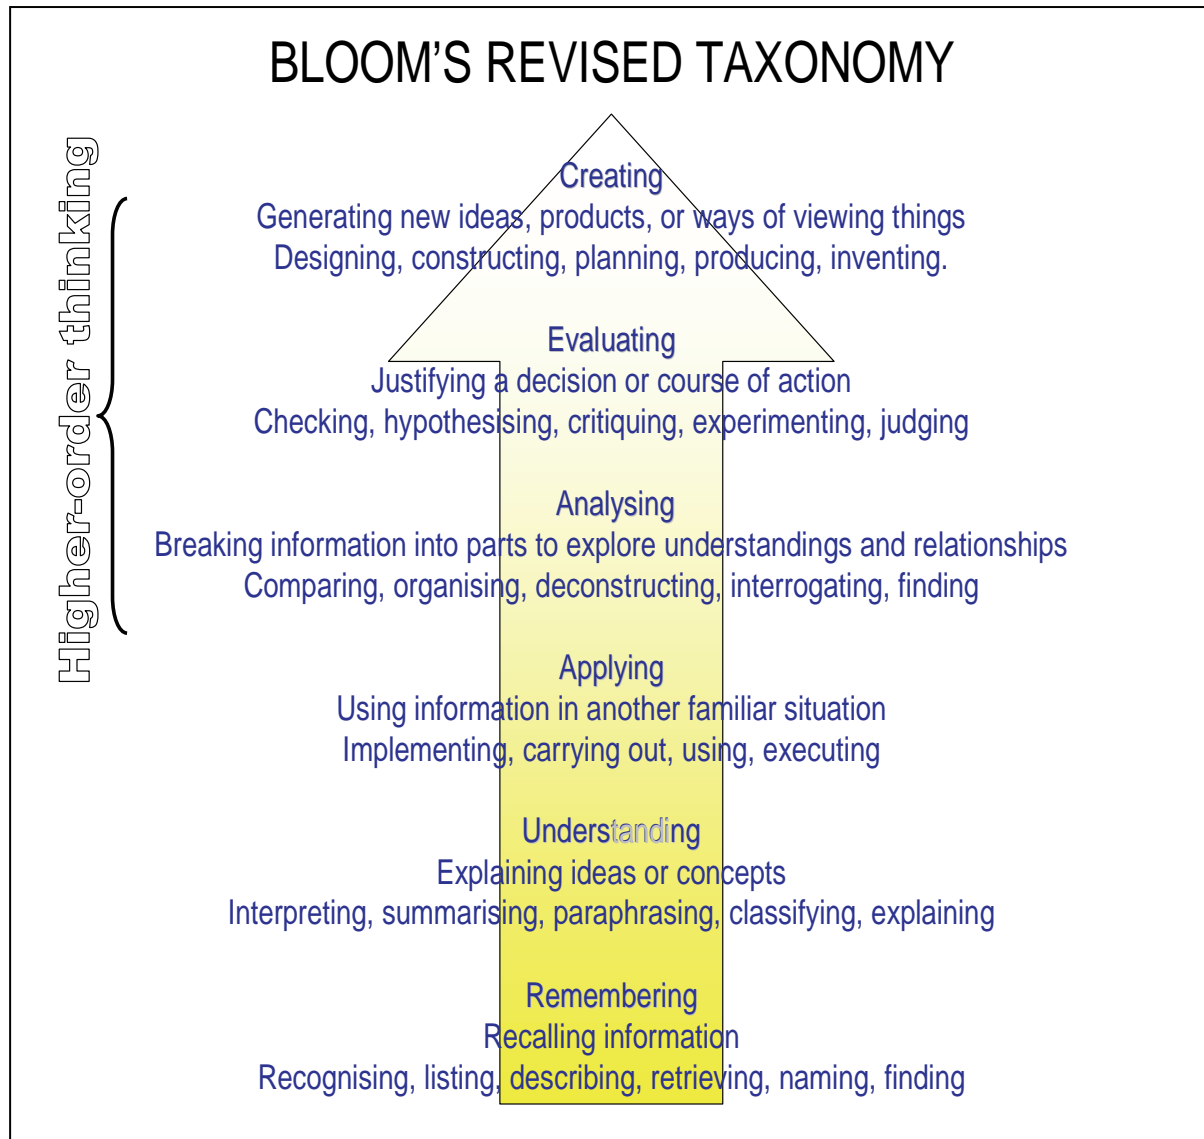 BLOOM’S REVISED TAXONOMY
Higher-order thinking
Creating
Generating new ideas, products, or ways of viewing things
Designing, constructing, planning, producing, inventing.
Evaluating
Justifying a decision or course of action
Checking, hypothesising, critiquing, experimenting, judging
Analysing
Breaking information into parts to explore understandings and relationships
Comparing, organising, deconstructing, interrogating, finding
Applying
Using information in another familiar situation
Implementing, carrying out, using, executing
Understanding
Explaining ideas or concepts
Interpreting, summarising, paraphrasing, classifying, explaining
Remembering
Recalling information
Recognising, listing, describing, retrieving, naming, finding